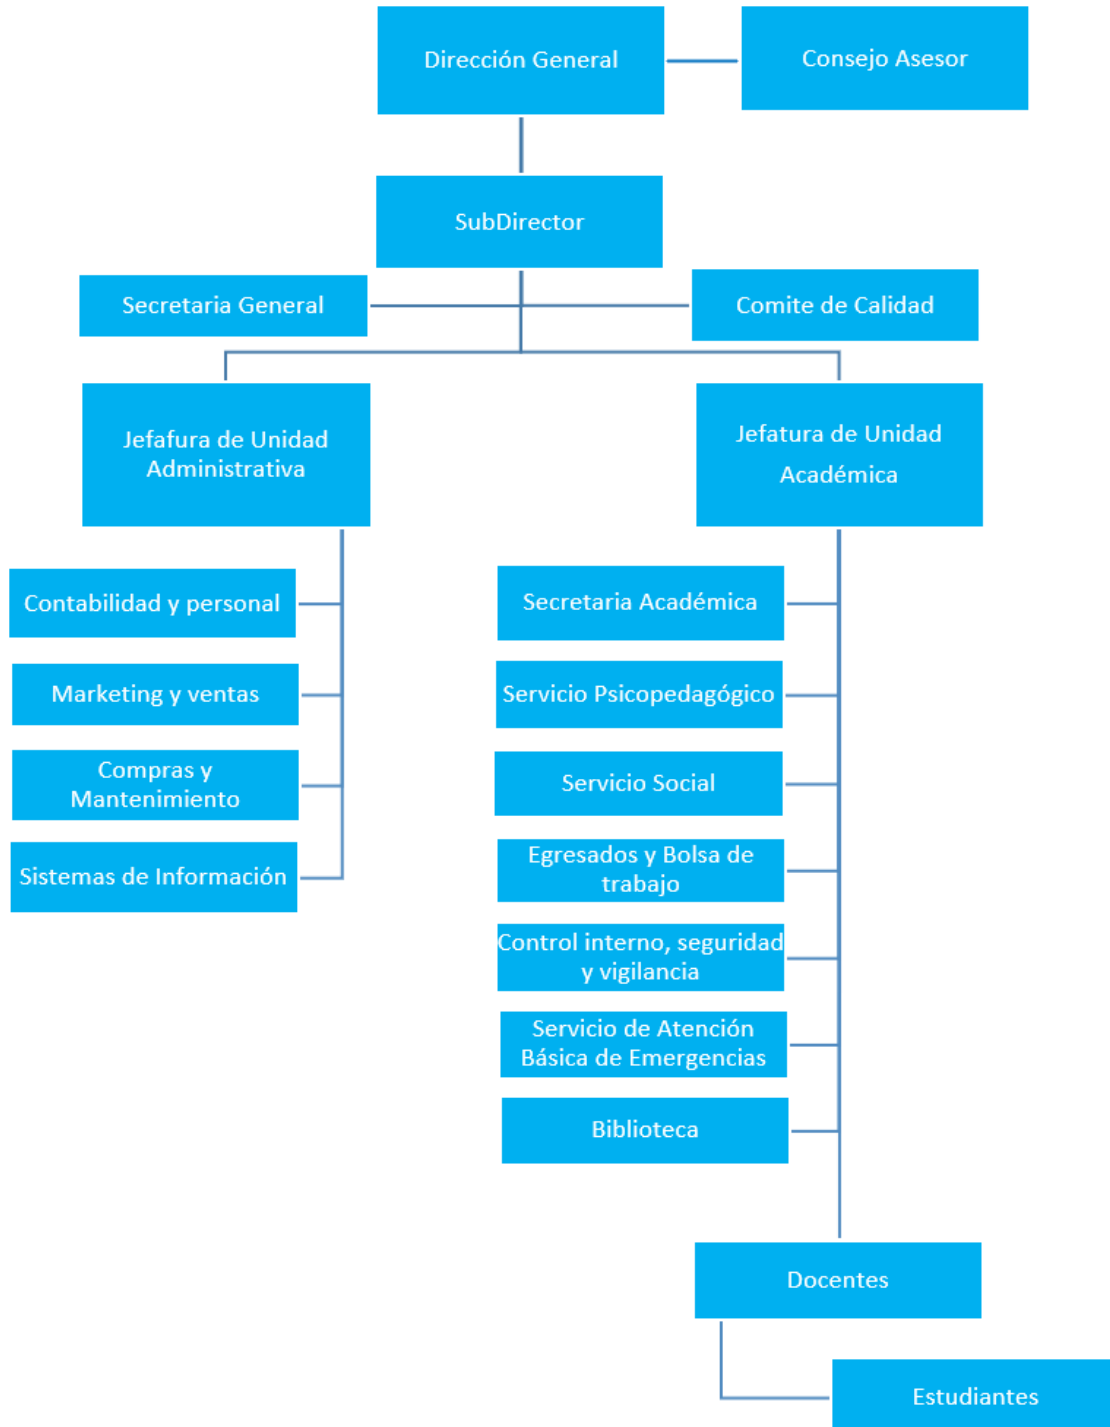 Dirección General
Consejo Asesor
SubDirector
Secretaria General
Comite de Calidad
Jefafura de Unidad
Administrativa
Jefatura de Unidad
Académica
Contabilidad y personal
Marketing y ventas
Compras y
Mantenimiento
Sistemas de Información
Secretaria Académica
Servicio Psicopedagógico
Servicio Social
Egresados y Bolsa de
trabajo
Control interno, seguridad
y vigilancia
Servicio de Atención
Básica de Emergencias
Biblioteca
Docentes
Estudiantes